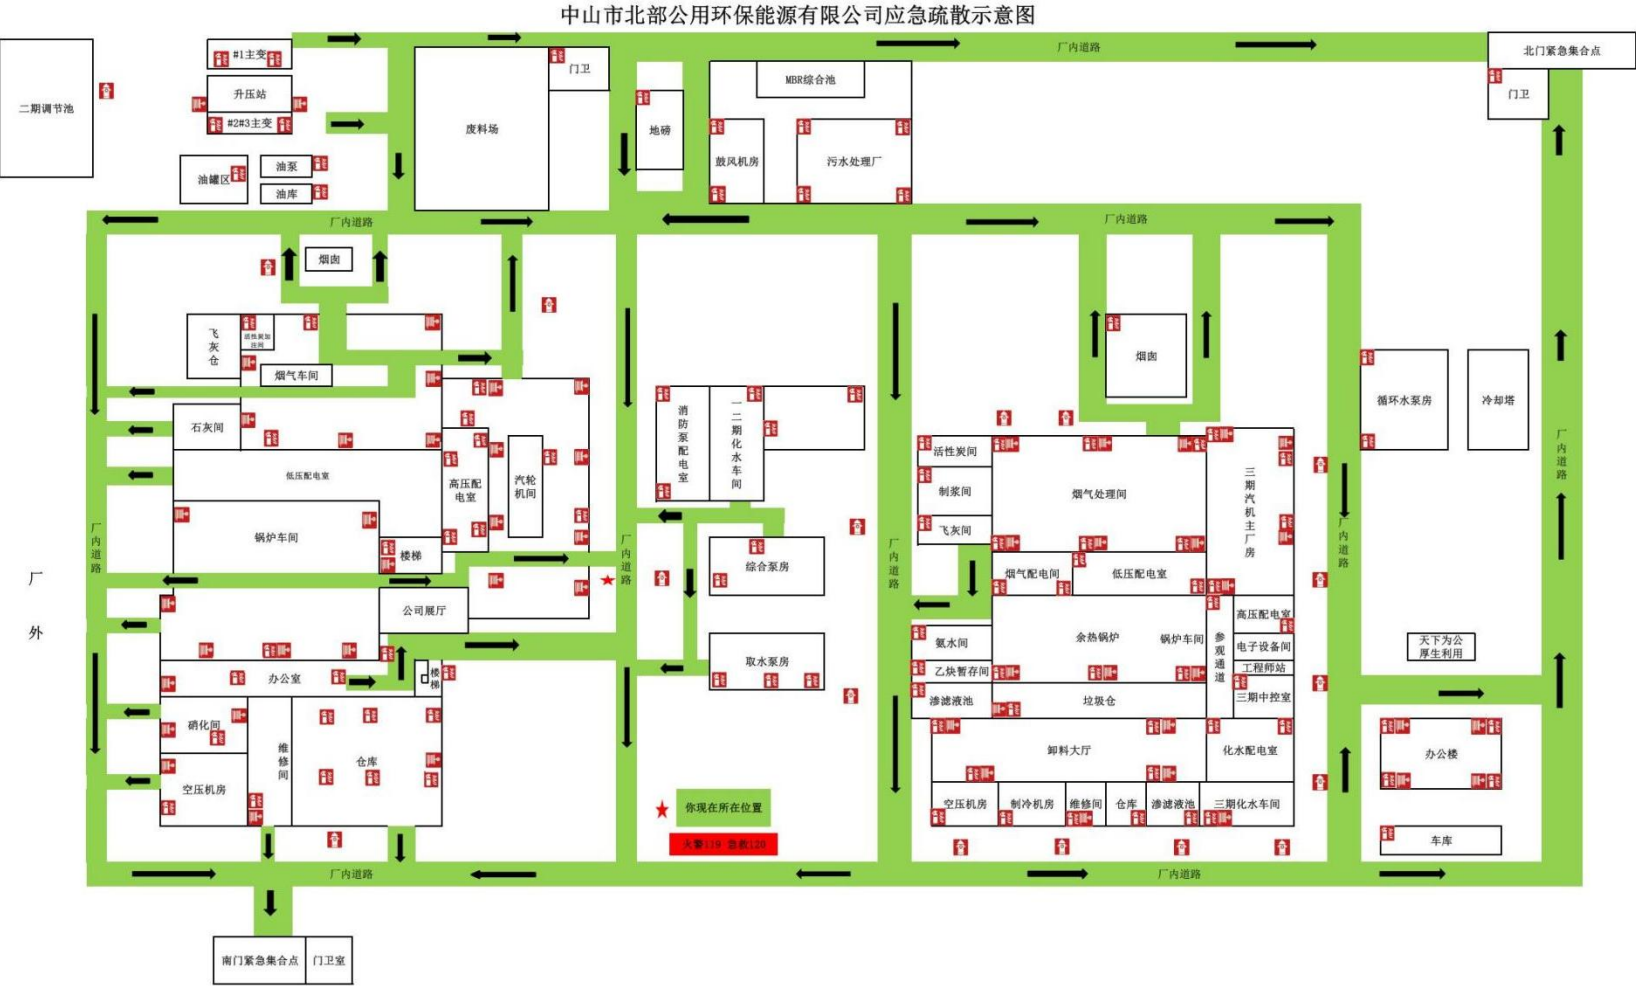 中山市北部公用环保能源有限公司应急疏散示意图
二期调节池
#1主变
升压站
#2#3主变
油罐区
油泵
油库
废料场
门卫
地磅
MBR综合池
鼓风机房
污水处理厂
厂内道路
北门紧急集合点
门卫
厂内道路
厂内道路
烟囱
飞灰仓
烟气车间
石灰间
低压配电室
锅炉车间
楼梯
高压配电室
汽轮机间
公司展厅
办公室
楼梯
硝化间
空压机房
维修间
仓库
厂内道路
厂外
厂内道路
消防泵配电室
一二期化水车间
综合泵房
取水泵房
你现在所在位置
火警119 急救120
厂内道路
烟囱
活性炭间
制浆间
飞灰间
烟气处理间
三期汽机主厂房
烟气配电间
低压配电室
氨水间
乙炔暂存间
渗滤液池
余热锅炉
锅炉车间
参观通道
高压配电室
电子设备间
工程师站
三期中控室
垃圾仓
卸料大厅
化水配电室
空压机房
制冷机房
维修间
仓库
渗滤液池
三期化水车间
厂内道路
循环水泵房
冷却塔
厂内道路
天下为公
厚生利用
办公楼
车库
厂内道路
厂内道路
南门紧急集合点
门卫室